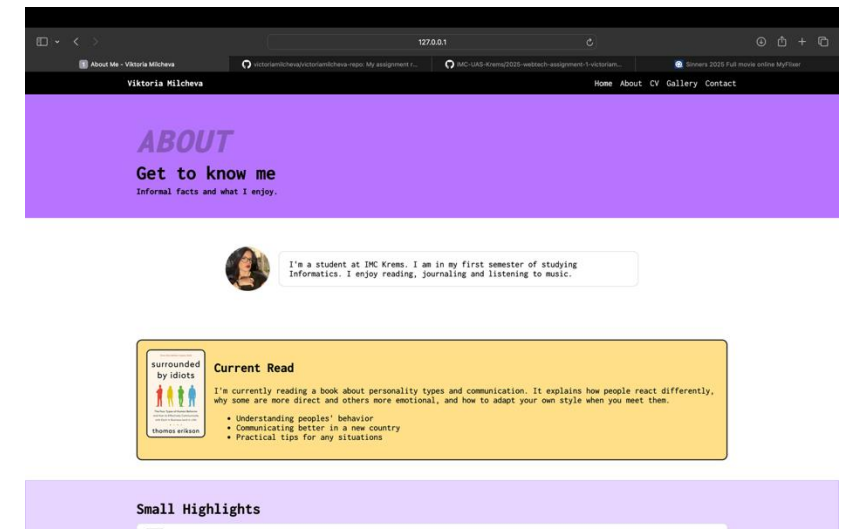 127.0.0.1
1 About Me - Viktoria Milcheva
victoriamilcheva/victoriamilcheva-repo: My assignment r...
IMC-UAS-Krems/2025-webtech-assignment-1-victoriam...
Sinners 2025 Full movie online MyFlixer
Viktoria Milcheva
Home About CV Gallery Contact
ABOUT
Get to know me
Informal facts and what I enjoy.
I'm a student at IMC Krems. I am in my first semester of studying
Informatics. I enjoy reading, journaling and listening to music.
surrounded
by idiots
thomas erikson
Current Read
I'm currently reading a book about personality types and communication. It explains how people react differently,
why some are more direct and others more emotional, and how to adapt your own style when you meet them.
• Understanding peoples' behavior
• Communicating better in a new country
• Practical tips for any situations
Small Highlights